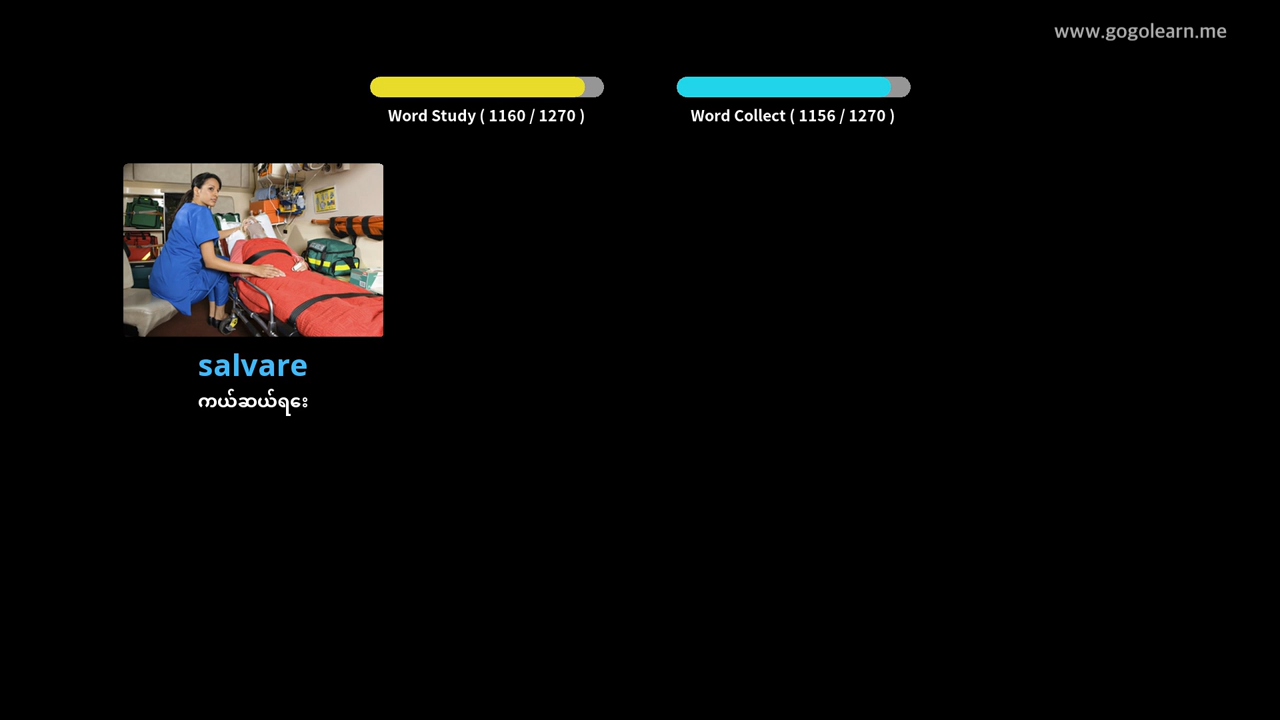 www.gogolearn.me
Word Study ( 1160 / 1270 )
Word Collect ( 1156 / 1270 )
salvare
ကယ်ဆယ်ရေး